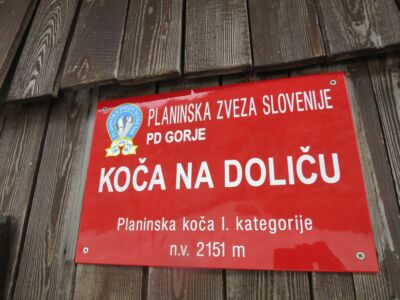 PLANINSKA ZVEZA SLOVENIJE
PD GORJE
KOČA NA DOLIČU
Planinska koča I. kategorije
n.v. 2151 m